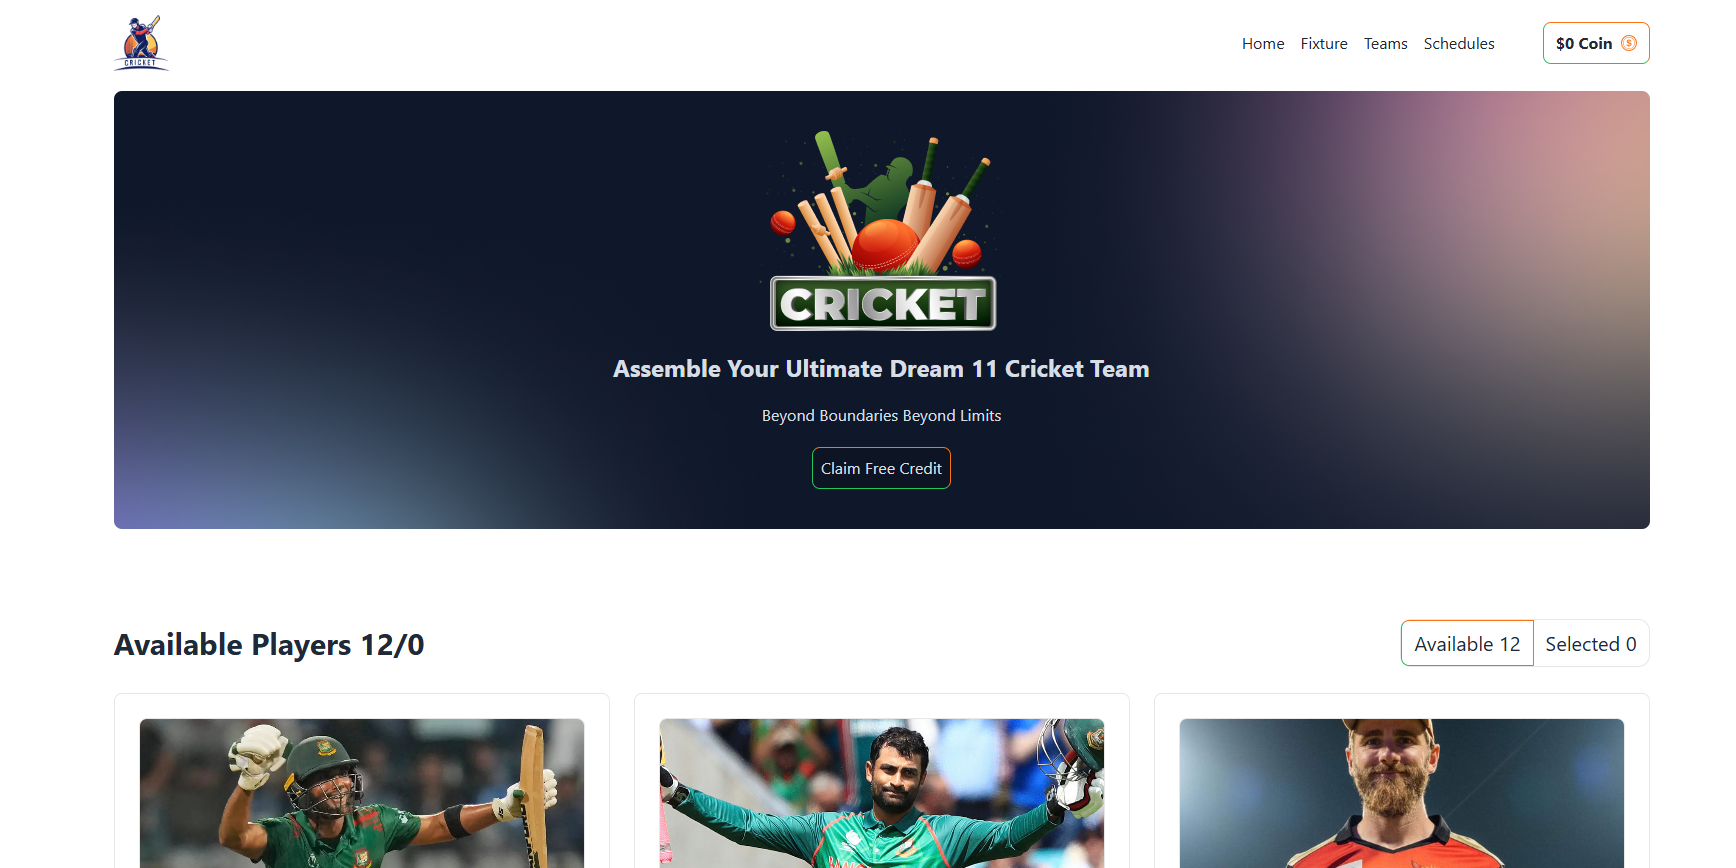 CRICKET
Home Fixture Teams Schedules $0 Coin
CRICKET
Assemble Your Ultimate Dream 11 Cricket Team
Beyond Boundaries Beyond Limits
Claim Free Credit
Available Players 12/0
Available 12 Selected 0